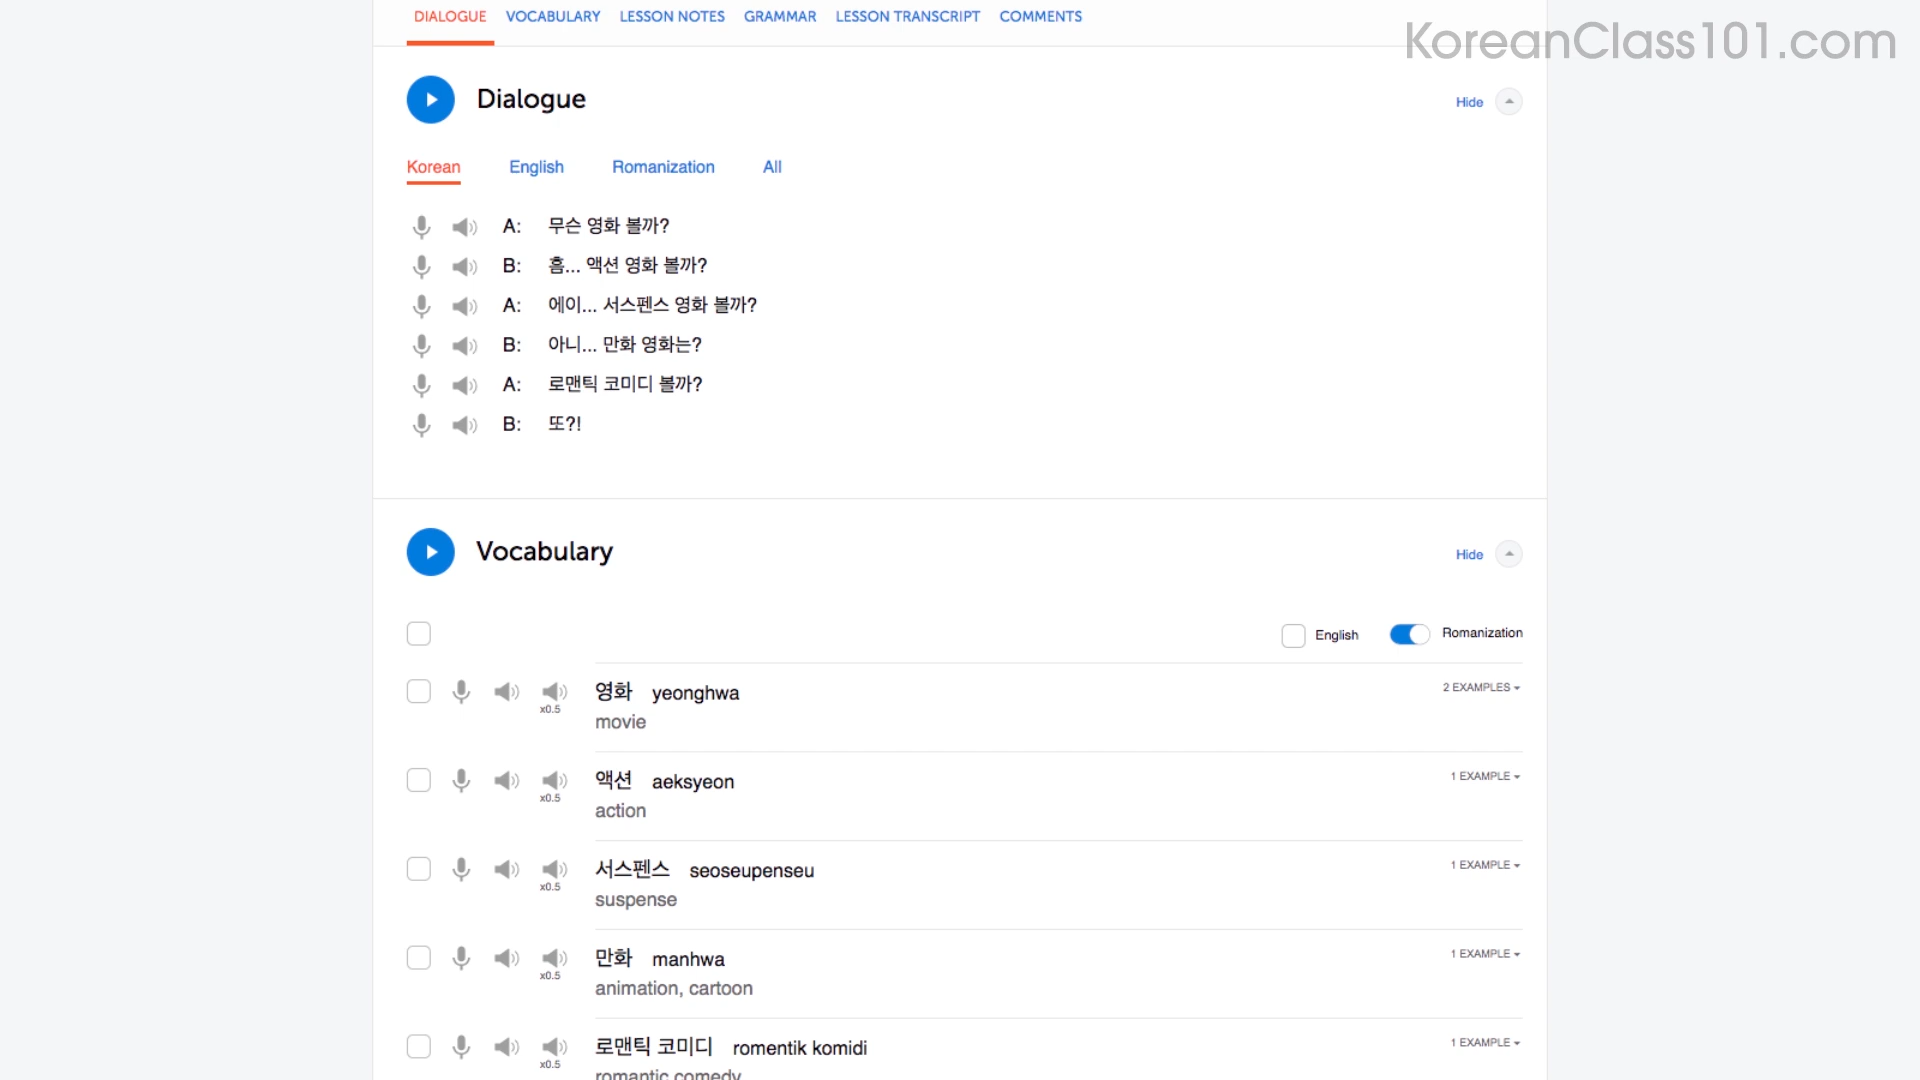 DIALOGUE VOCABULARY LESSON NOTES GRAMMAR LESSON TRANSCRIPT COMMENTS
KoreanClass101.com
Dialogue
Hide
Korean English Romanization All
A: 무슨 영화 볼까?
B: 흠... 액션 영화 볼까?
A: 에이... 서스펜스 영화 볼까?
B: 아니... 만화 영화는?
A: 로맨틱 코미디 볼까?
B: 또?!
Vocabulary
Hide
English Romanization
x0.5 영화 yeonghwa 2 EXAMPLES
movie
x0.5 액션 aeksyeon 1 EXAMPLE
action
x0.5 서스펜스 seoseupenseu 1 EXAMPLE
suspense
x0.5 만화 manhwa 1 EXAMPLE
animation, cartoon
x0.5 로맨틱 코미디 romentik komidi 1 EXAMPLE
romantic comedy